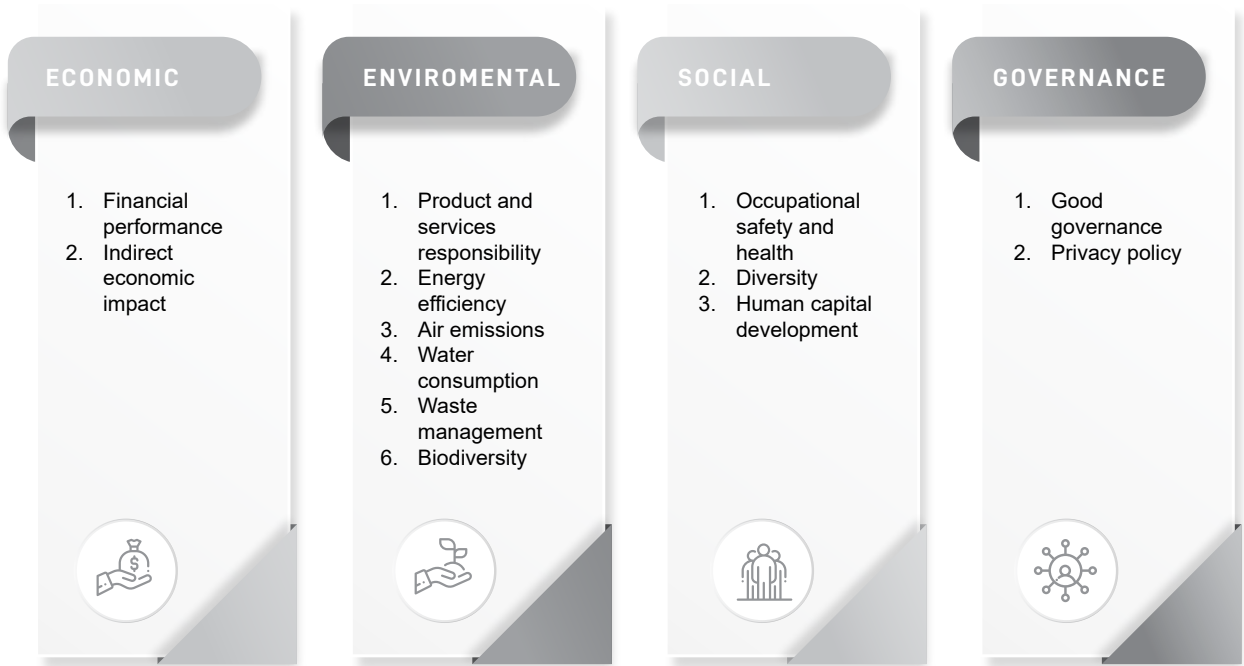 ECONOMIC
1. Financial
performance
2. Indirect
economic
impact
ENVIROMENTAL
1. Product and
services
responsibility
2. Energy
efficiency
3. Air emissions
4. Water
consumption
5. Waste
management
6. Biodiversity
SOCIAL
1. Occupational
safety and
health
2. Diversity
3. Human capital
development
GOVERNANCE
1. Good
governance
2. Privacy policy
$